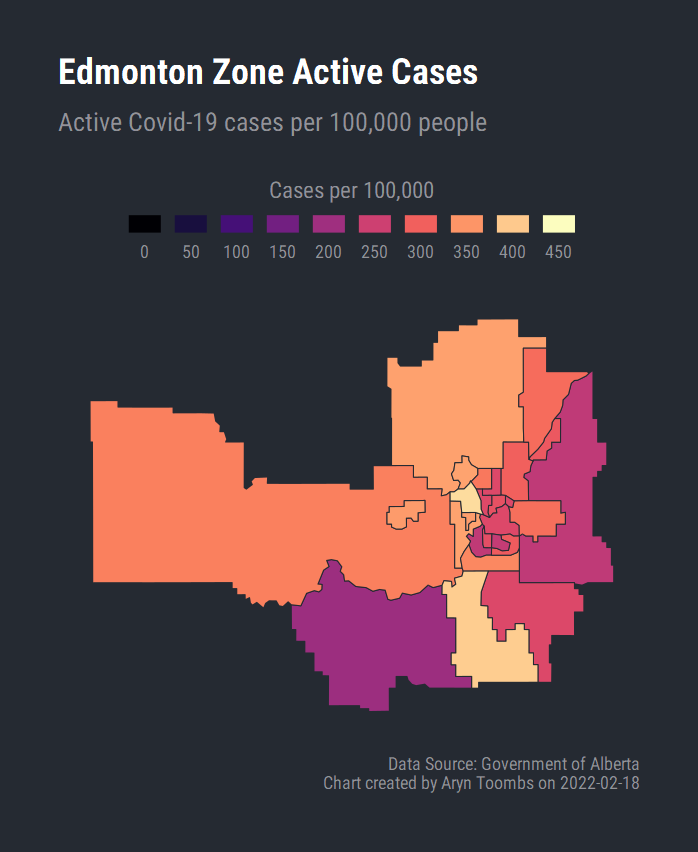 Edmonton Zone Active Cases
Active Covid-19 cases per 100,000 people
Cases per 100,000
0 50 100 150 200 250 300 350 400 450
Data Source: Government of Alberta
Chart created by Aryn Toombs on 2022-02-18